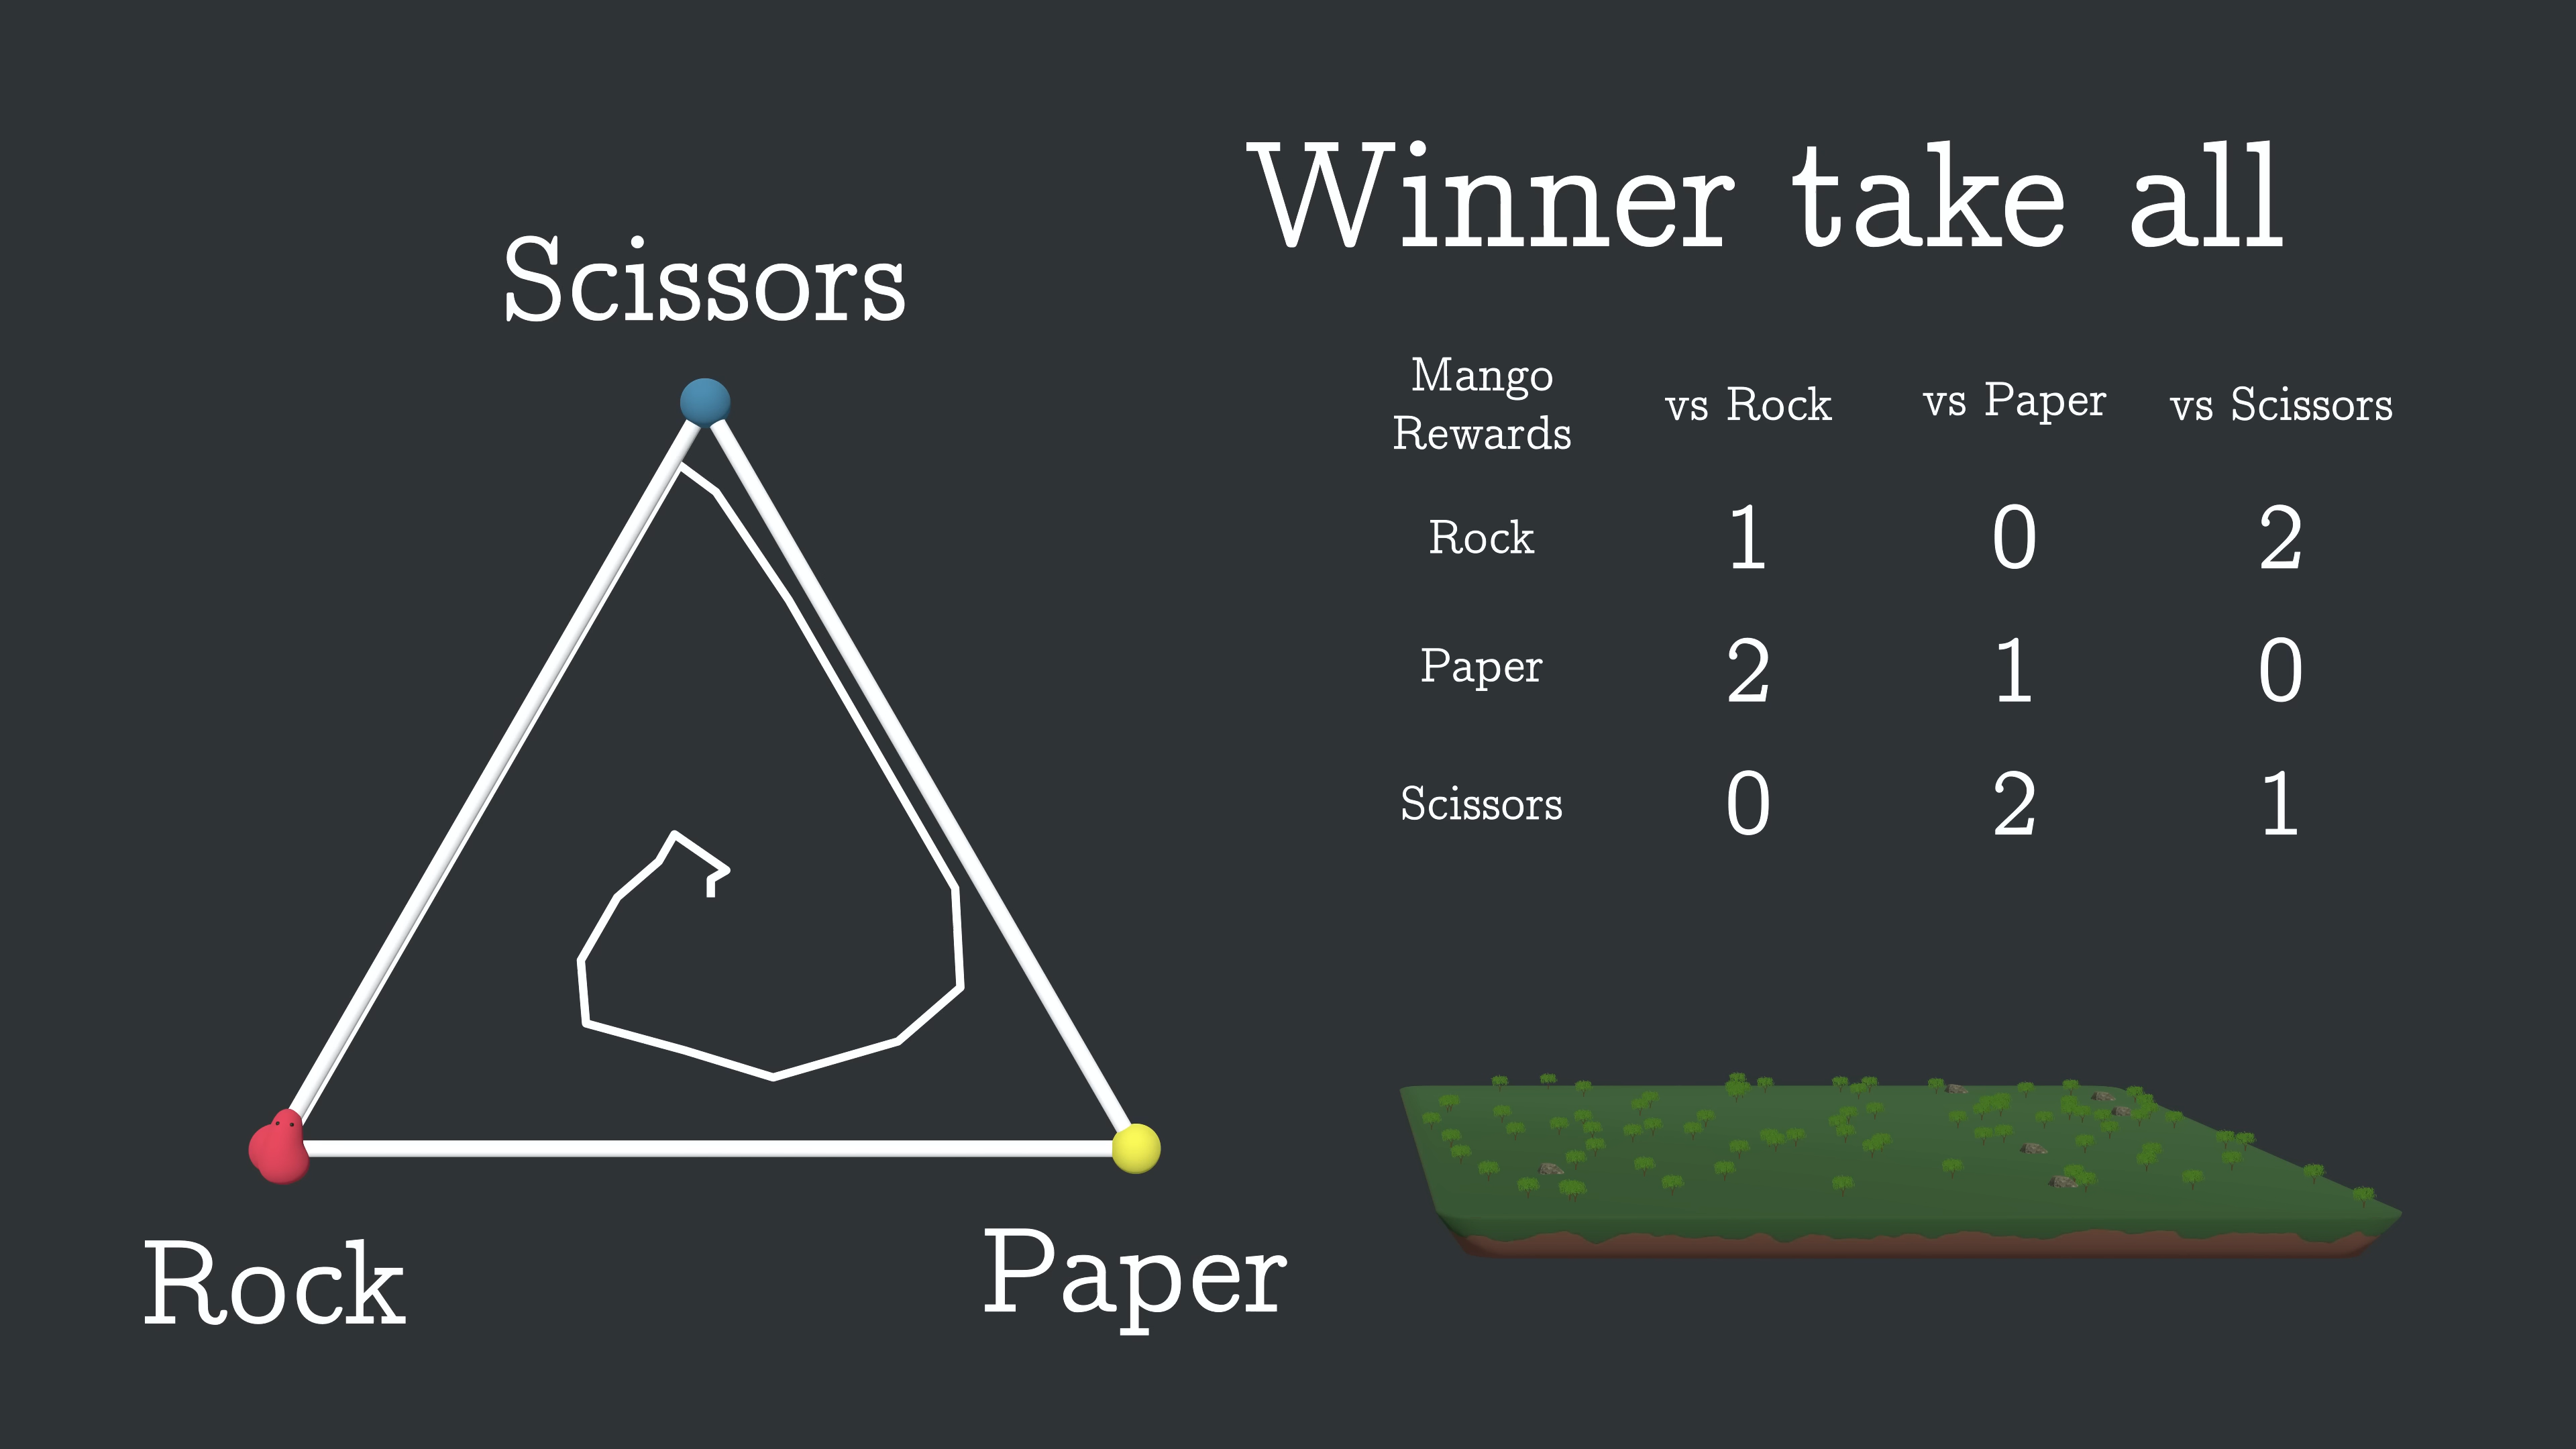 Winner take all
Scissors
Rock
Paper
Mango
Rewards
vs Rock vs Paper vs Scissors
Rock 1 0 2
Paper 2 1 0
Scissors 0 2 1